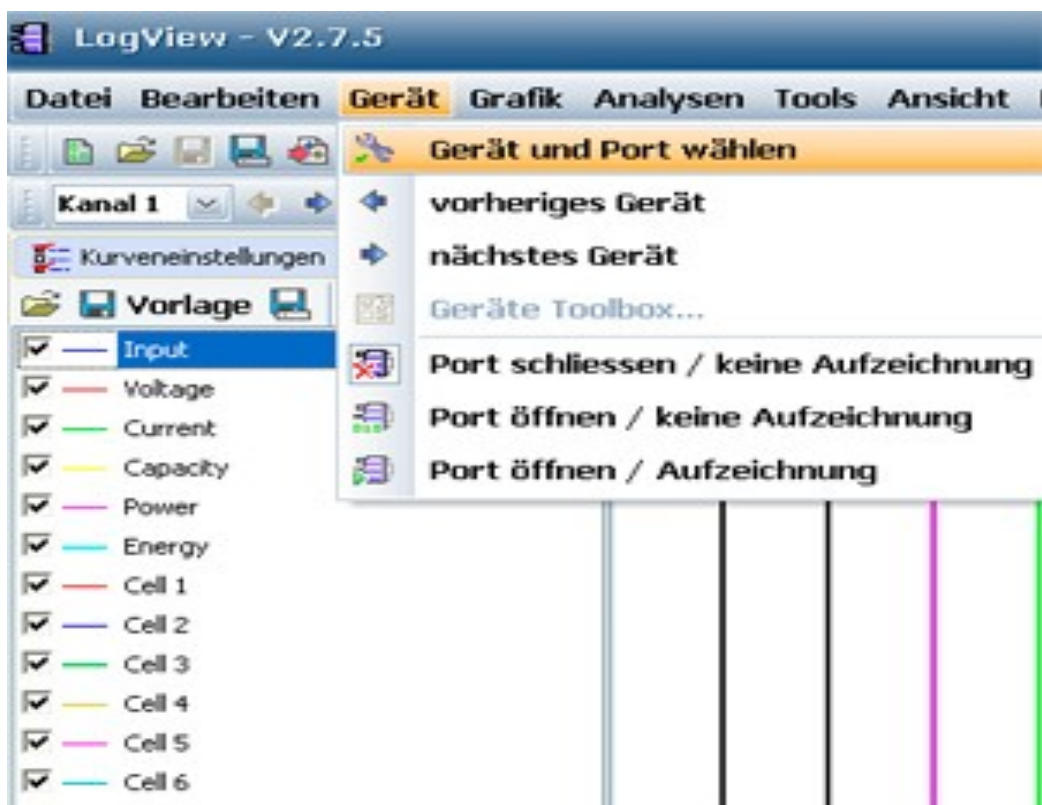 LogView - V2.7.5
Datei Bearbeiten Gerät Grafik Analysen Tools Ansicht
Gerät und Port wählen
Kanal 1
vorheriges Gerät
Kurveneinstellungen
nächstes Gerät
Vorlage
Geräte Toolbox...
Input
Port schliessen / keine Aufzeichnung
Voltage
Port öffnen / keine Aufzeichnung
Current
Port öffnen / Aufzeichnung
Capacity
Power
Energy
Cell 1
Cell 2
Cell 3
Cell 4
Cell 5
Cell 6